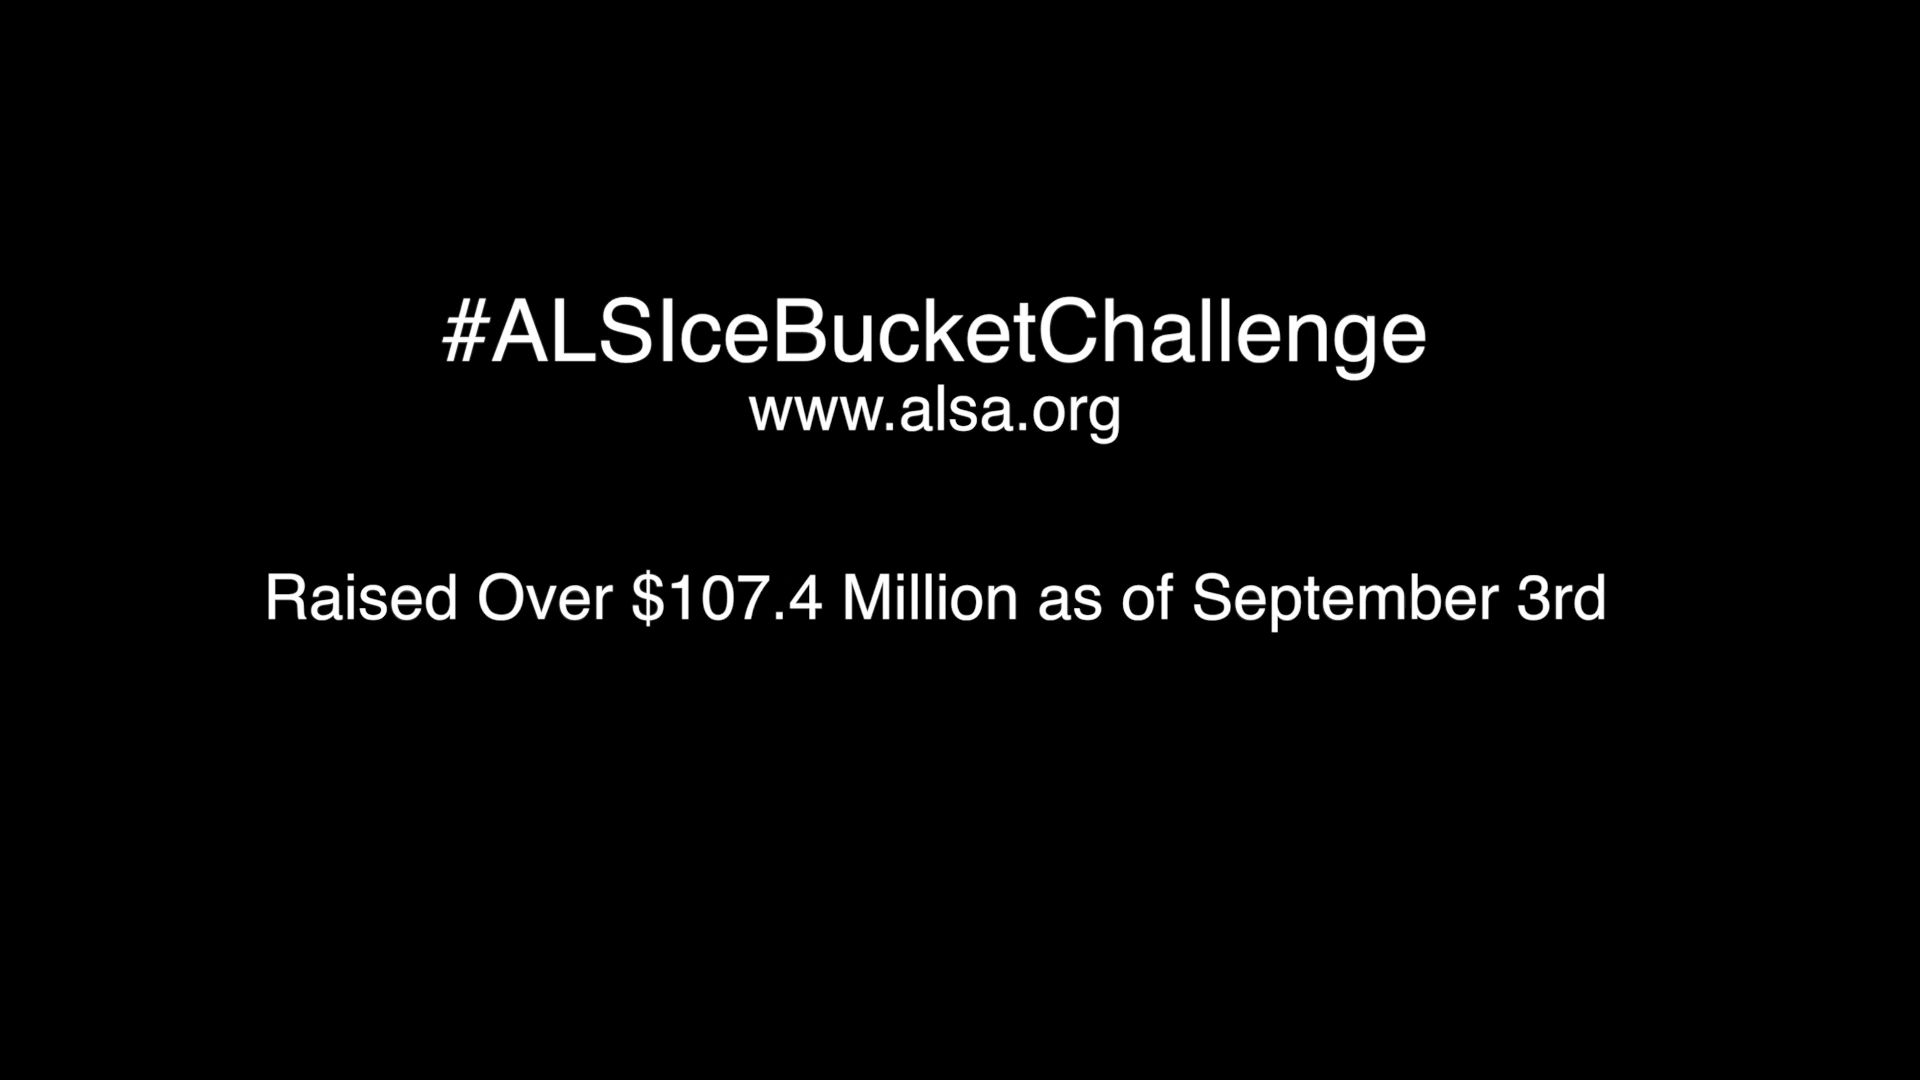 #ALSIceBucketChallenge
www.alsa.org
Raised Over $107.4 Million as of September 3rd